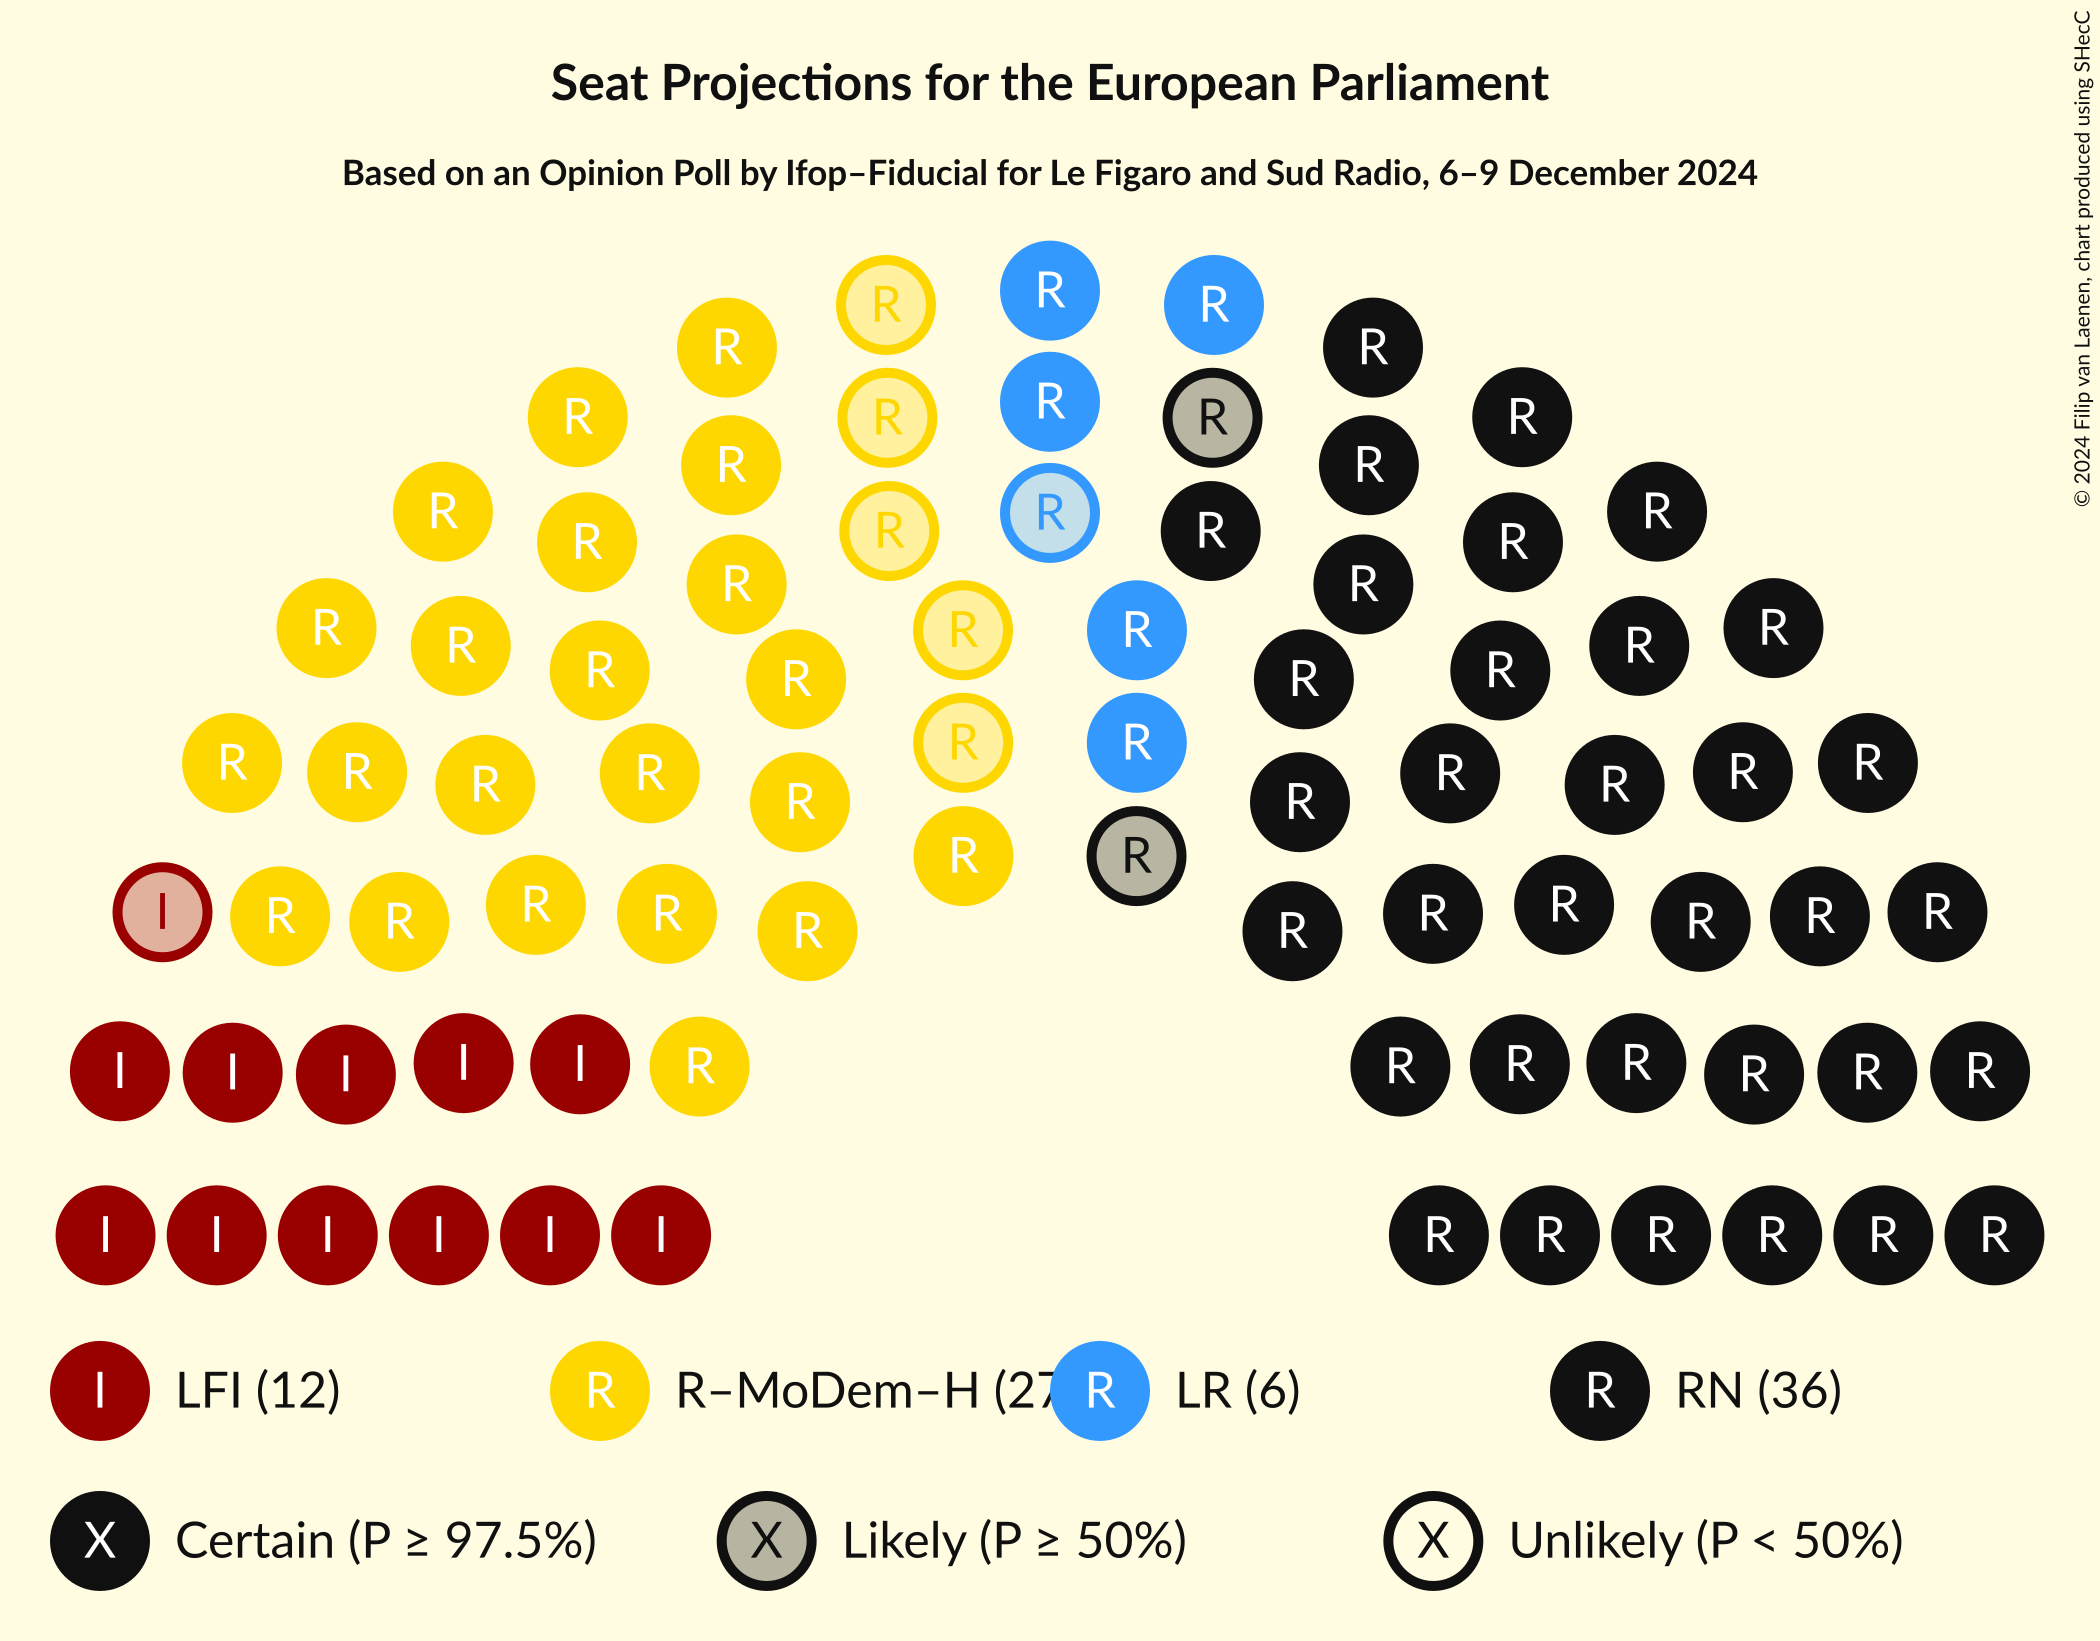 Seat Projections for the European Parliament
Based on an Opinion Poll by Ifop–Fiducial for Le Figaro and Sud Radio, 6–9 December 2024
© 2024 Filip van Laenen, chart produced using SHecC
R R R
R R
R R R
R R
R R R
R R
R R R R
R R
R R R R
R R R R
R R R R
R R R R
R R R R R R
R R R R
R R R R
I R R R R R
R R R R R R
I I I I I R
R R R R R R
I I I I I I
R R R R R R
I LFI (12)
R R–MoDem–H (27
R LR (6)
R RN (36)
X Certain (P ≥ 97.5%)
X Likely (P ≥ 50%)
X Unlikely (P < 50%)